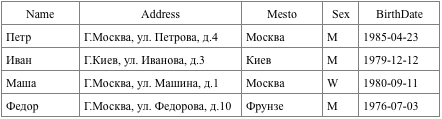 Name Address Mesto Sex BirthDate
Петр Г.Москва, ул. Петрова, д.4 Москва M 1985-04-23
Иван Г.Киев, ул. Иванова, д.3 Киев M 1979-12-12
Маша Г.Москва, ул. Машина, д.1 Москва W 1980-09-11
Федор Г.Москва, ул. Федорова, д.10 Фрунзе M 1976-07-03